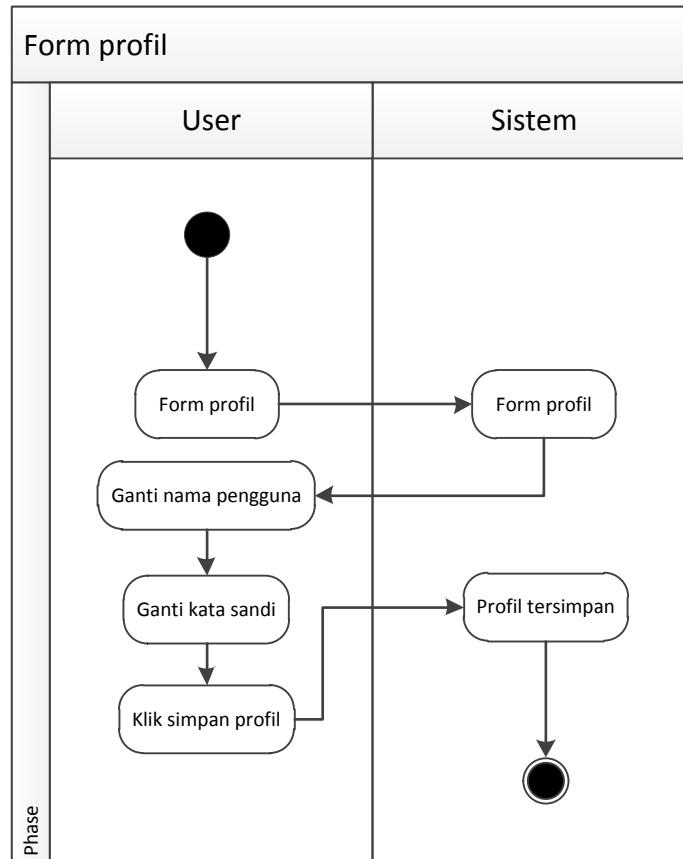 Form profil
User
Sistem
Form profil
Form profil
Ganti nama pengguna
Ganti kata sandi
Profil tersimpan
Klik simpan profil
Phase